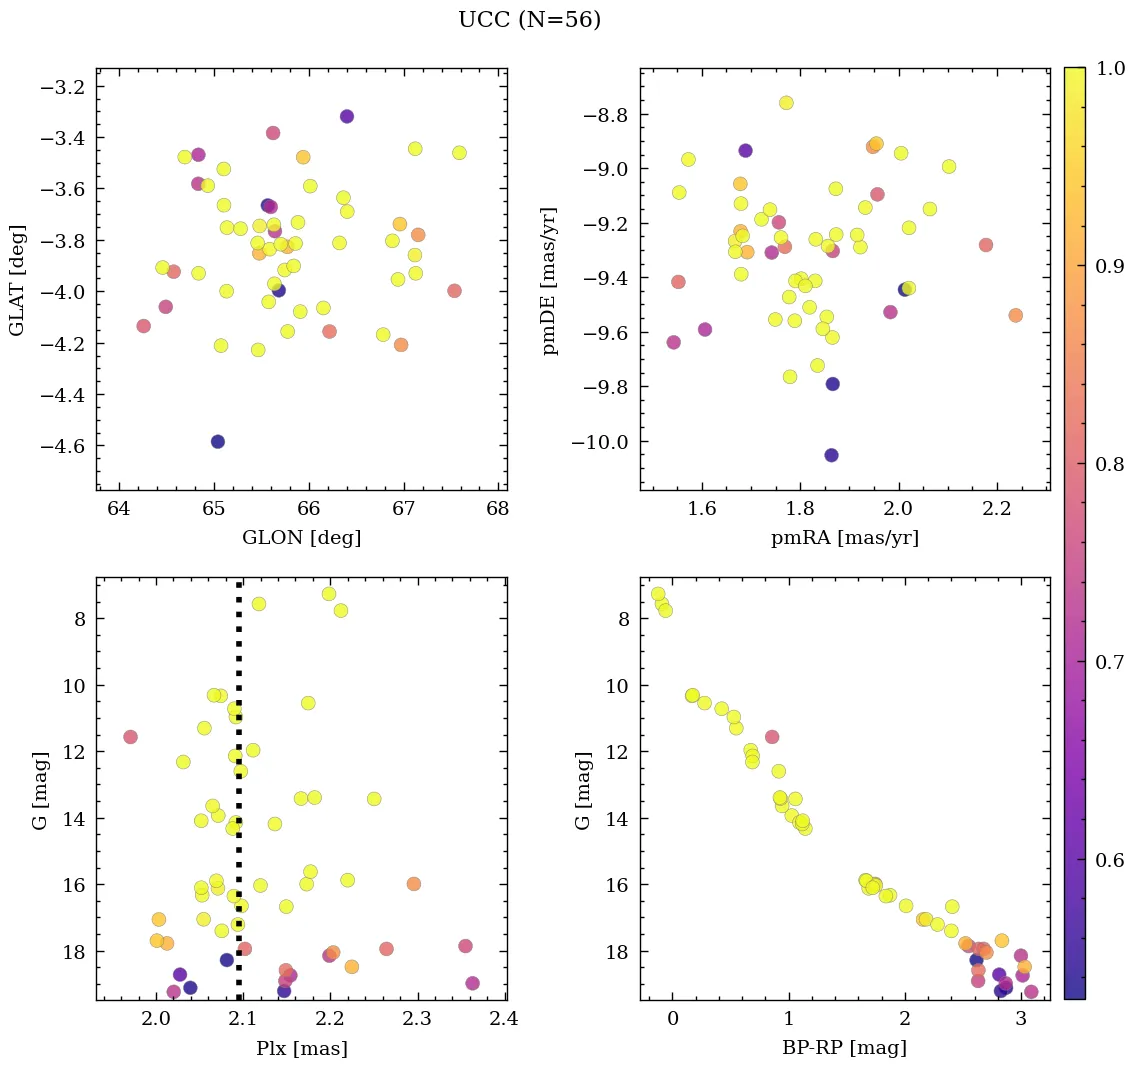 UCC (N=56)
−3.2
−3.4
−3.6
−3.8
−4.0
−4.2
−4.4
−4.6
GLAT [deg]
64 65 66 67 68
GLON [deg]
−8.8
−9.0
−9.2
−9.4
−9.6
−9.8
−10.0
pmDE [mas/yr]
1.6 1.8 2.0 2.2
pmRA [mas/yr]
8
10
12
14
16
18
G [mag]
2.0 2.1 2.2 2.3 2.4
Plx [mas]
8
10
12
14
16
18
G [mag]
0 1 2 3
BP-RP [mag]
1.0
0.9
0.8
0.7
0.6